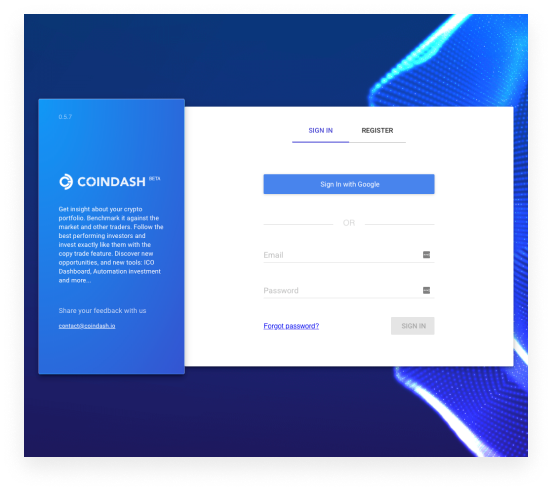 0.5.7
COINDASH BETA
Get insight about your crypto
portfolio. Benchmark it against the
market and other traders. Follow the
best performing investors and
invest exactly like them with the
copy trade feature. Discover new
opportunities, and new tools: ICO
Dashboard, Automation investment
and more...
Share your feedback with us
contact@coindash.io
SIGN IN REGISTER
Sign In with Google
OR
Email
Password
Forgot password? SIGN IN